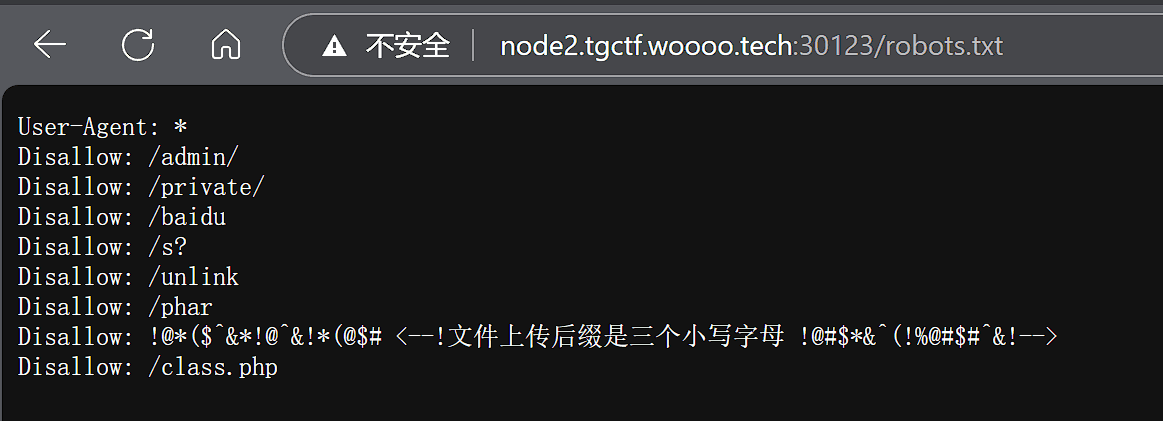 不安全 node2.tgctf.woooo.tech:30123/robots.txt
User-Agent: *
Disallow: /admin/
Disallow: /private/
Disallow: /baidu
Disallow: /s?
Disallow: /unlink
Disallow: /phar
Disallow: !@*($^&*!@^&!*(@$# <--!文件上传后缀是三个小写字母 !@#$*&^(!%@#$#^&!-->
Disallow: /class.php